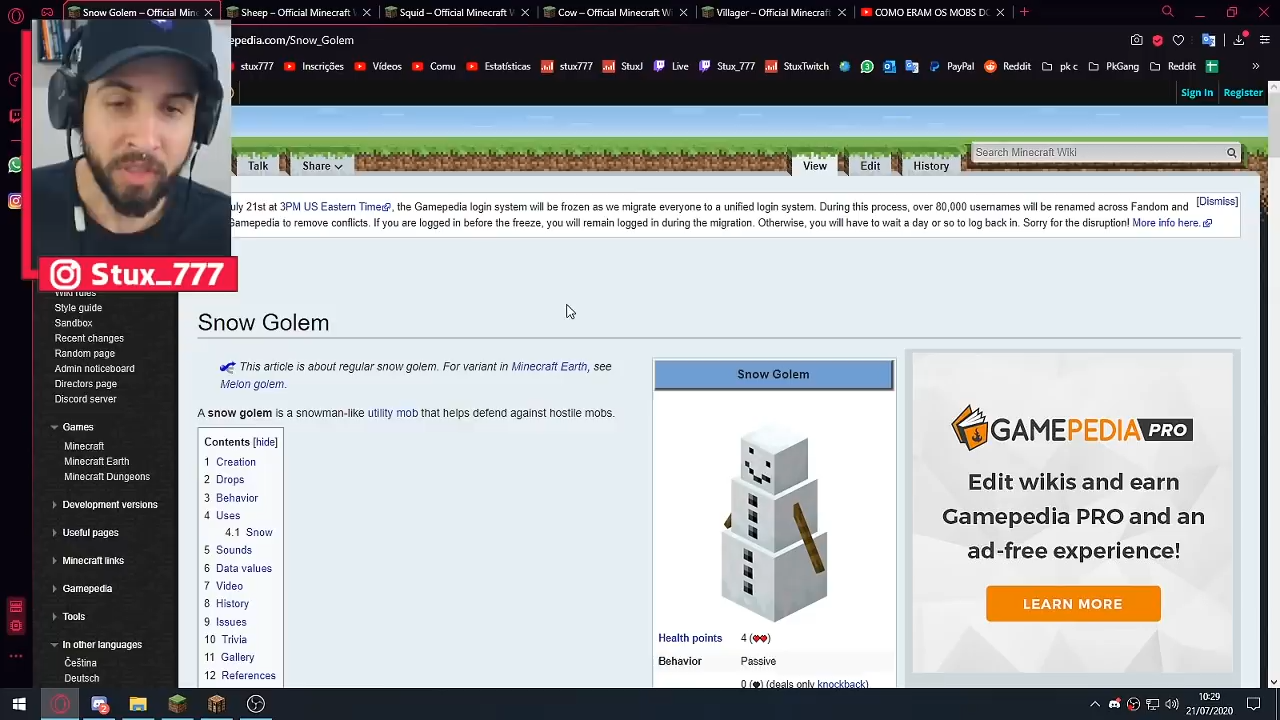 Snow Golem – Official Minecraft W
Sheep – Official Minecraft Wi
Squid – Official Minecraft Wi
Cow – Official Minecraft Wi
Villager – Official Minecraft
COMO ERAM OS MOBS D
pedia.com/Snow_Golem
stux777 Inscrições Vídeos Comu Estatísticas stux777 StuxJ Live Stux_777 StuxTwitch PayPal Reddit pk c PkGang Reddit
Sign In Register
Talk Share View Edit History Search Minecraft Wiki
uly 21st at 3PM US Eastern Time, the Gamepedia login system will be frozen as we migrate everyone to a unified login system. During this process, over 80,000 usernames will be renamed across Fandom and [Dismiss]
Gamepedia to remove conflicts. If you are logged in before the freeze, you will remain logged in during the migration. Otherwise, you will have to wait a day or so to log back in. Sorry for the disruption! More info here.
Stux_777
Wiki rules
Style guide
Sandbox
Recent changes
Random page
Admin noticeboard
Directors page
Discord server
Games
Minecraft
Minecraft Earth
Minecraft Dungeons
Development versions
Useful pages
Minecraft links
Gamepedia
Tools
In other languages
Čeština
Deutsch
Snow Golem
This article is about regular snow golem. For variant in Minecraft Earth, see
Melon golem.
A snow golem is a snowman-like utility mob that helps defend against hostile mobs.
Contents [hide]
1 Creation
2 Drops
3 Behavior
4 Uses
4.1 Snow
5 Sounds
6 Data values
7 Video
8 History
9 Issues
10 Trivia
11 Gallery
12 References
Snow Golem
Health points 4
Behavior Passive
0 (deals only knockback)
GAMEPEDIA PRO
Edit wikis and earn
Gamepedia PRO and an
ad-free experience!
LEARN MORE
10:29
21/07/2020